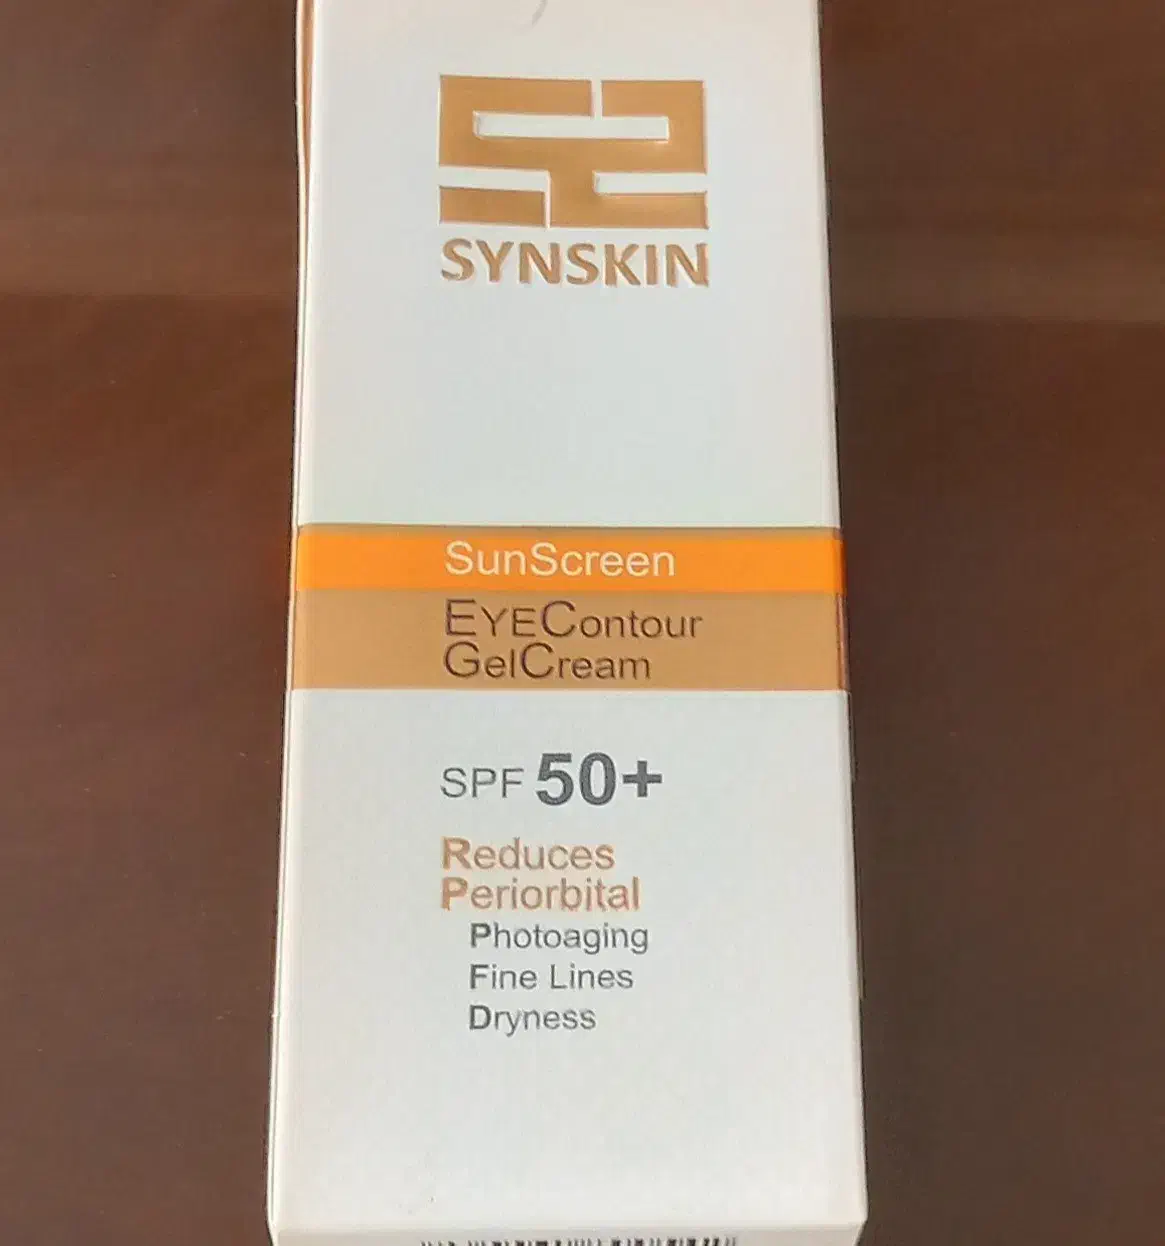 SYNSKIN
SunScreen
EYEContour
GelCream
SPF 50+
Reduces
Periorbital
Photoaging
Fine Lines
Dryness